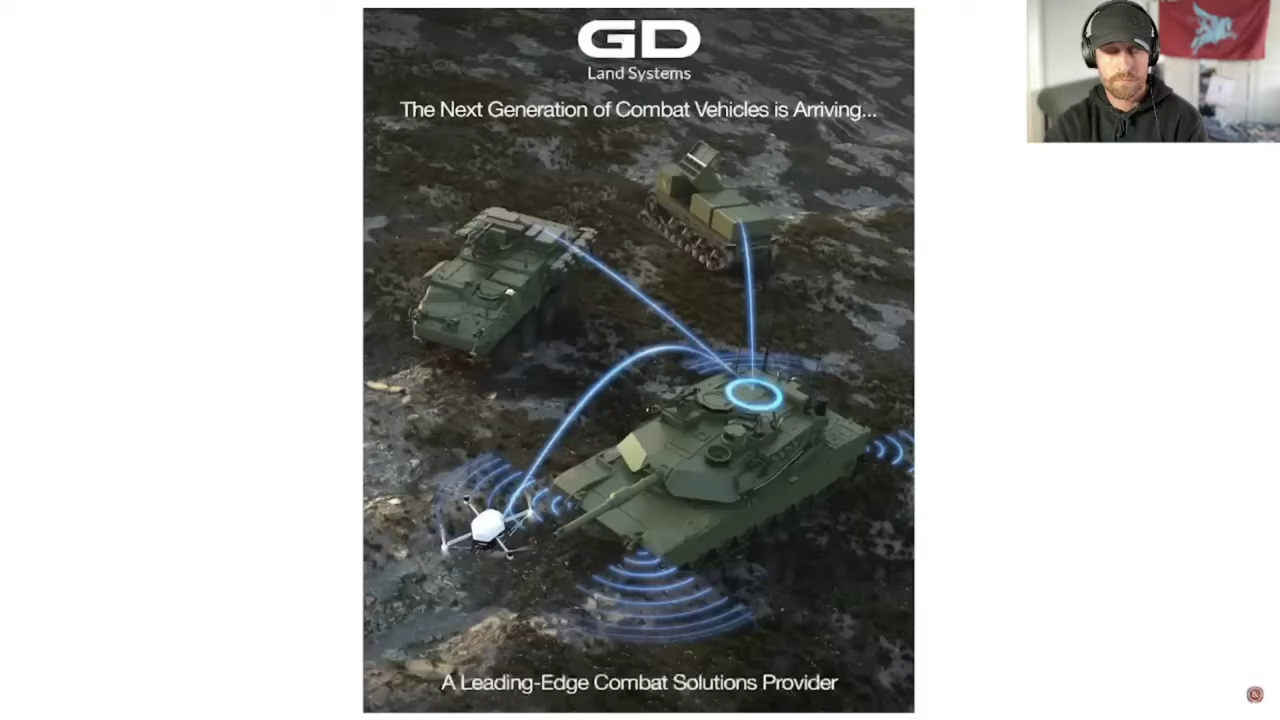 GD
Land Systems
The Next Generation of Combat Vehicles is Arriving...
A Leading-Edge Combat Solutions Provider